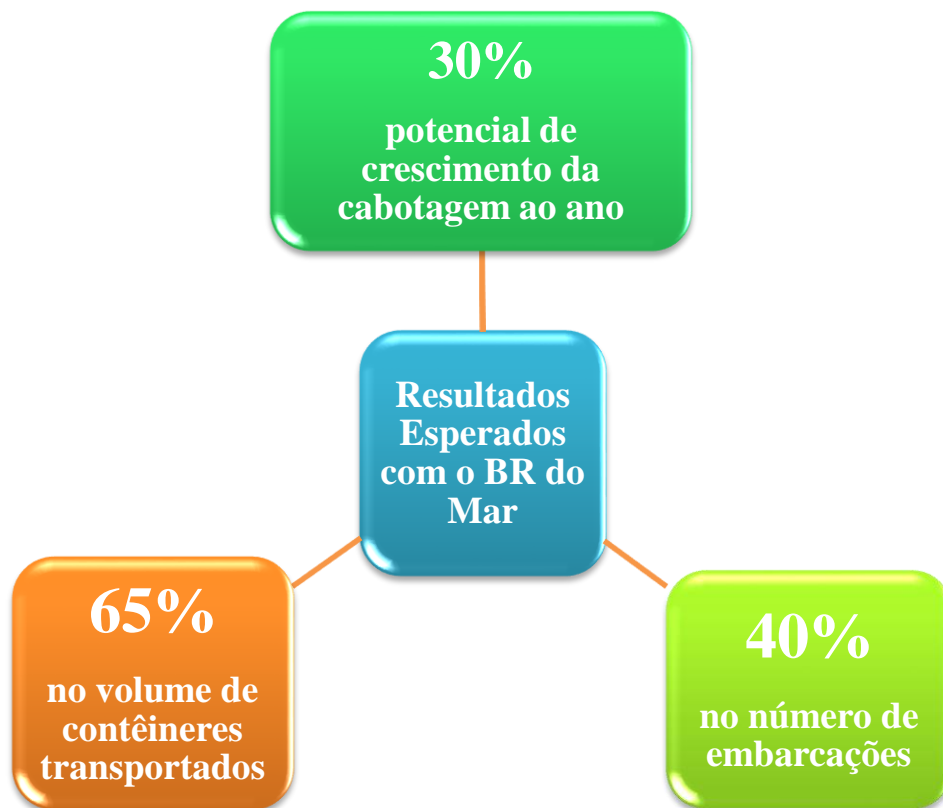 30%
potencial de
crescimento da
cabotagem ao ano
Resultados
Esperados
com o BR do
Mar
65%
no volume de
contêineres
transportados
40%
no número de
embarcações